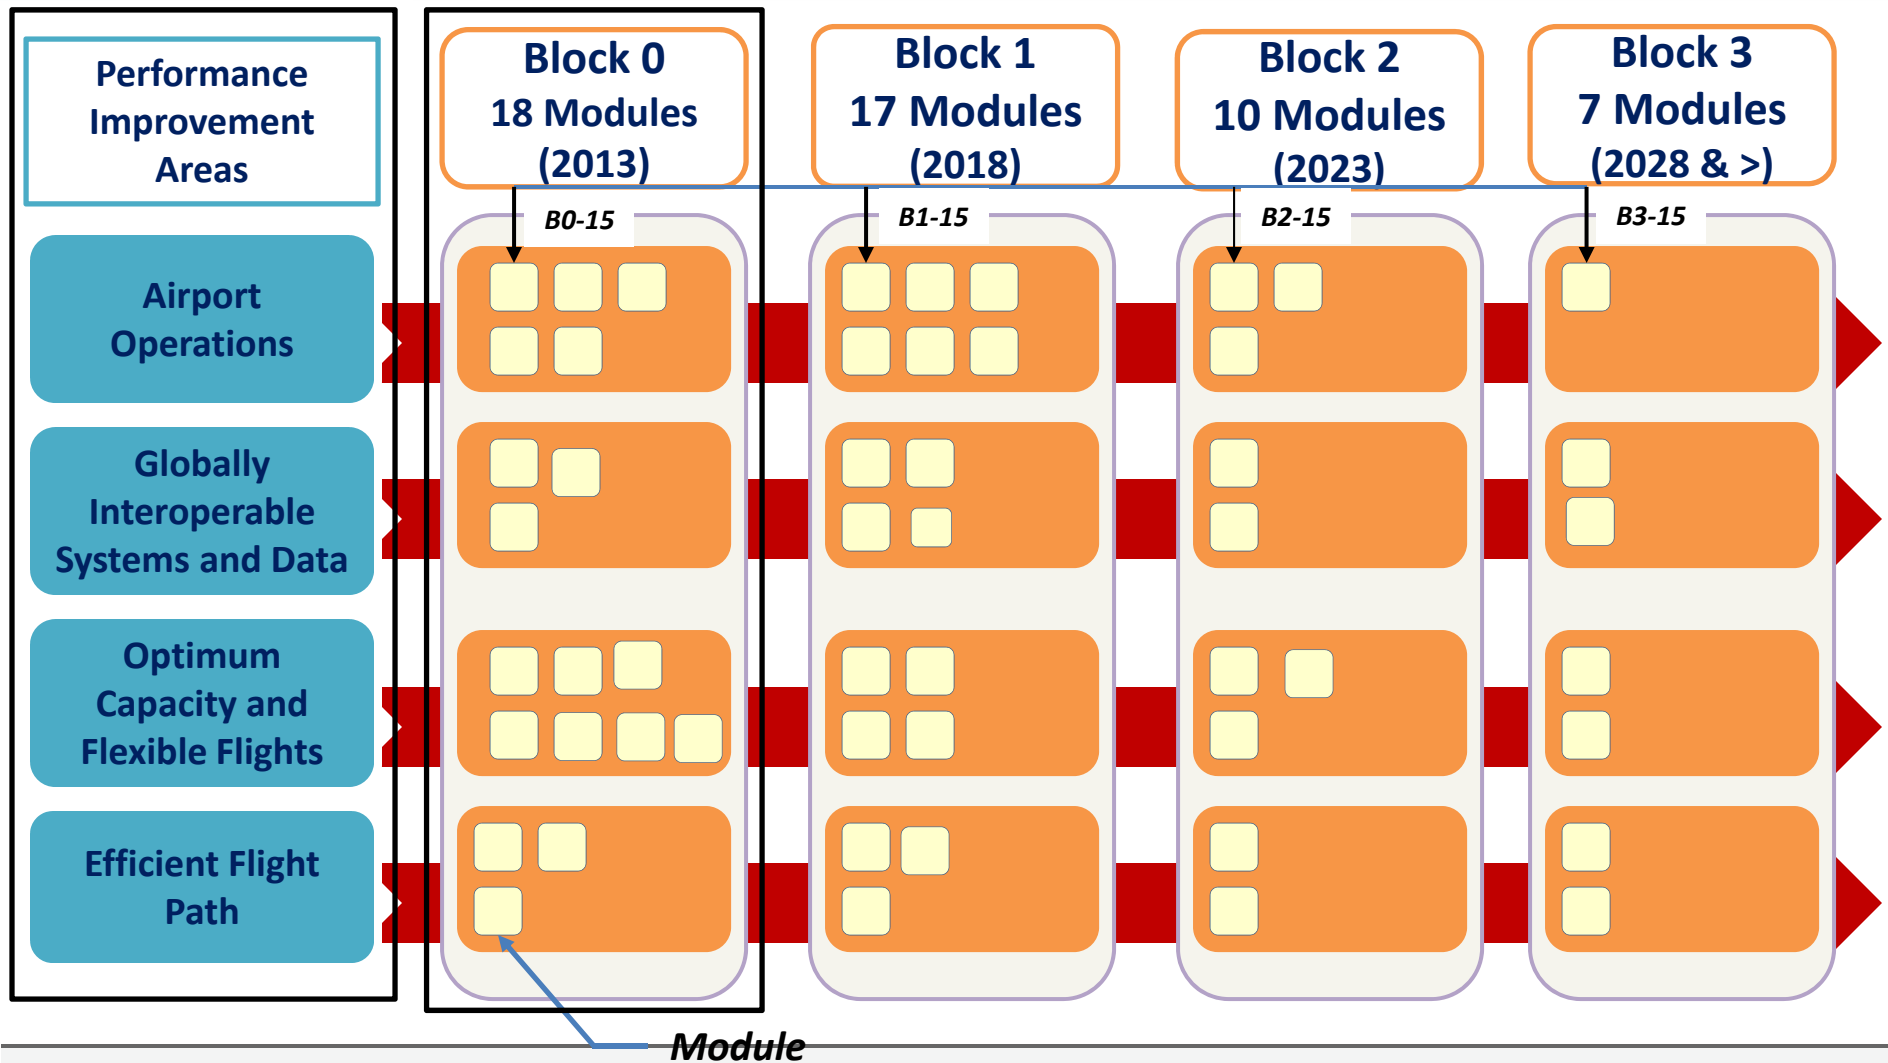 Performance
Improvement
Areas
Block 0
18 Modules
(2013)
Block 1
17 Modules
(2018)
Block 2
10 Modules
(2023)
Block 3
7 Modules
(2028 & >)
B0-15
B1-15
B2-15
B3-15
Airport
Operations
Globally
Interoperable
Systems and Data
Optimum
Capacity and
Flexible Flights
Efficient Flight
Path
Module